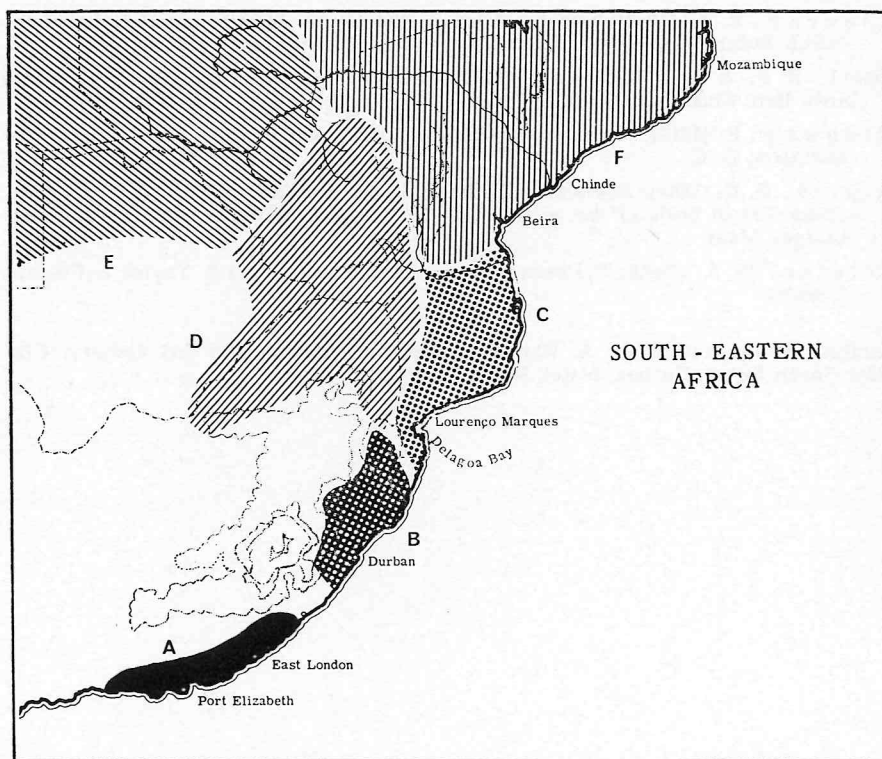 Mozambique
F
Chinde
Beira
E
C
D
SOUTH - EASTERN
AFRICA
Lourenço Marques
Delagoa Bay
B
Durban
A
East London
Port Elizabeth